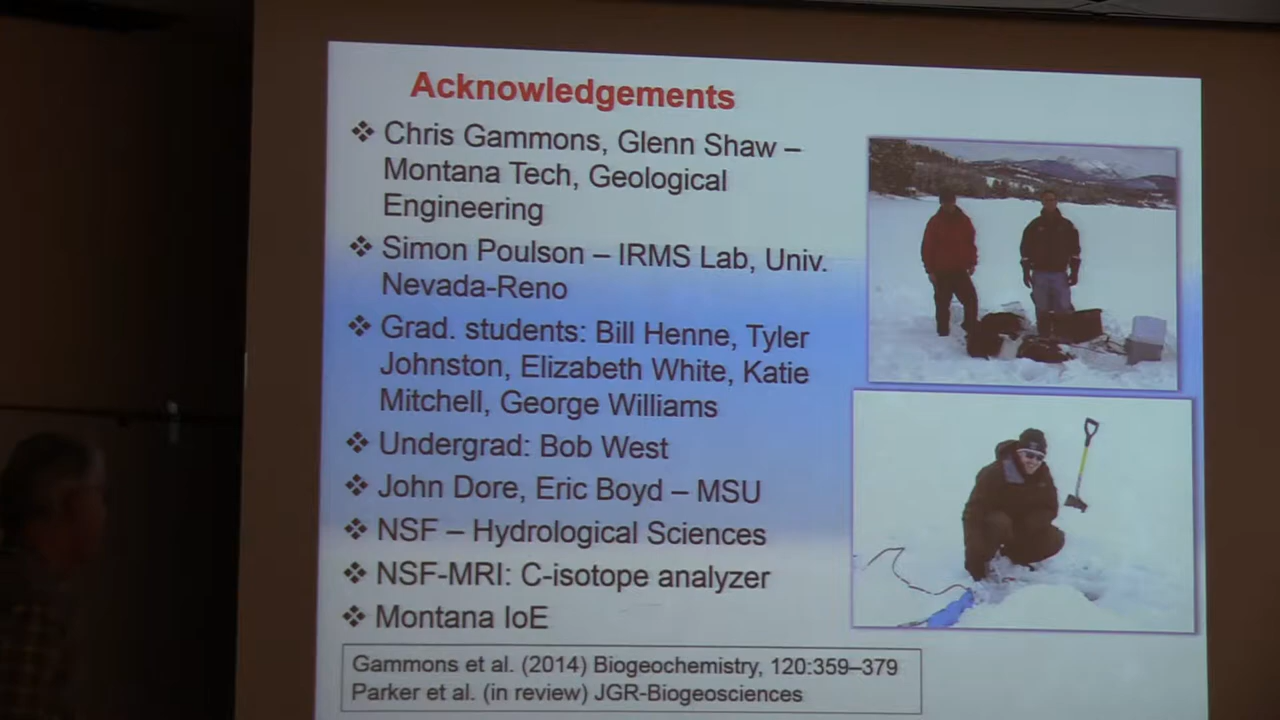 Acknowledgements
❖ Chris Gammons, Glenn Shaw –
Montana Tech, Geological
Engineering
❖ Simon Poulson – IRMS Lab, Univ.
Nevada-Reno
❖ Grad. students: Bill Henne, Tyler
Johnston, Elizabeth White, Katie
Mitchell, George Williams
❖ Undergrad: Bob West
❖ John Dore, Eric Boyd – MSU
❖ NSF – Hydrological Sciences
❖ NSF-MRI: C-isotope analyzer
❖ Montana IoE
Gammons et al. (2014) Biogeochemistry, 120:359–379
Parker et al. (in review) JGR-Biogeosciences